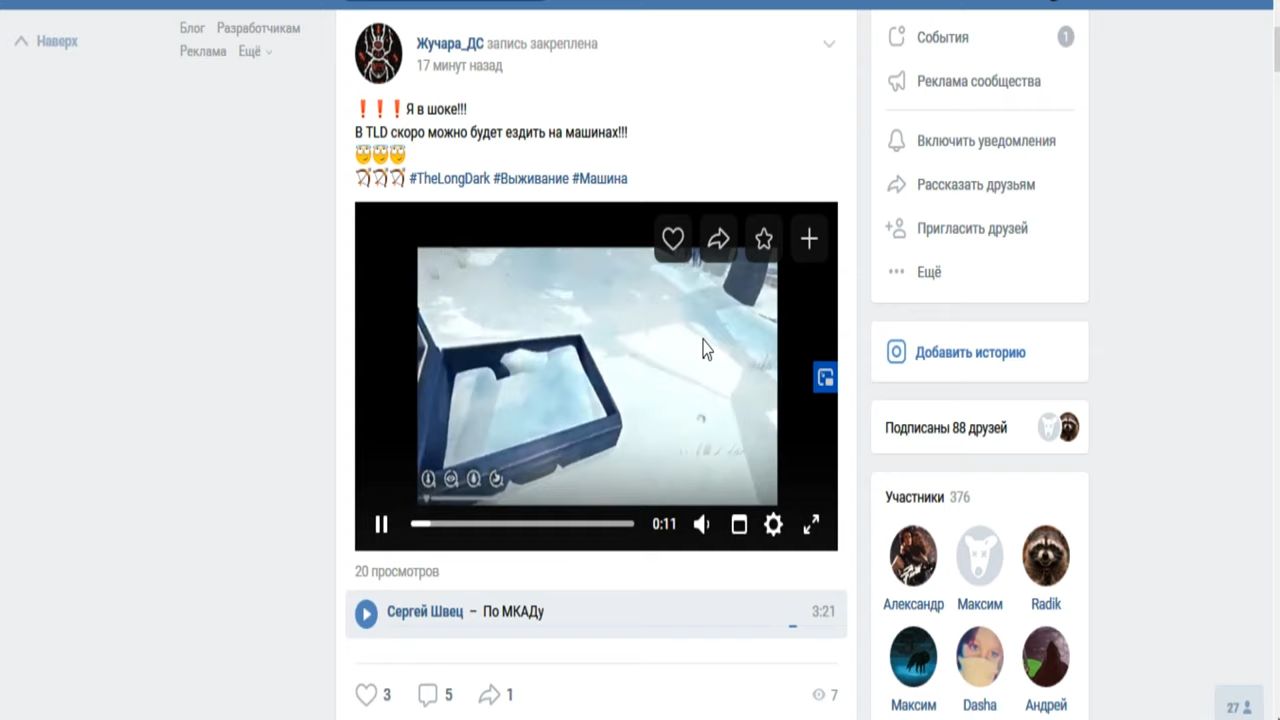 Наверх
Блог Разработчикам
Реклама Ещё
Жучара_ДС запись закреплена
17 минут назад
❗❗❗Я в шоке!!!
В TLD скоро можно будет ездить на машинах!!!
😇😇😇
🏹🏹🏹 #TheLongDark #Выживание #Машина
0:11
20 просмотров
Сергей Швец – По МКАДу 3:21
3 5 1 7
События 1
Реклама сообщества
Включить уведомления
Рассказать друзьям
Пригласить друзей
Ещё
Добавить историю
Подписаны 88 друзей
Участники 376
Александр Максим Radik
Максим Dasha Андрей
27